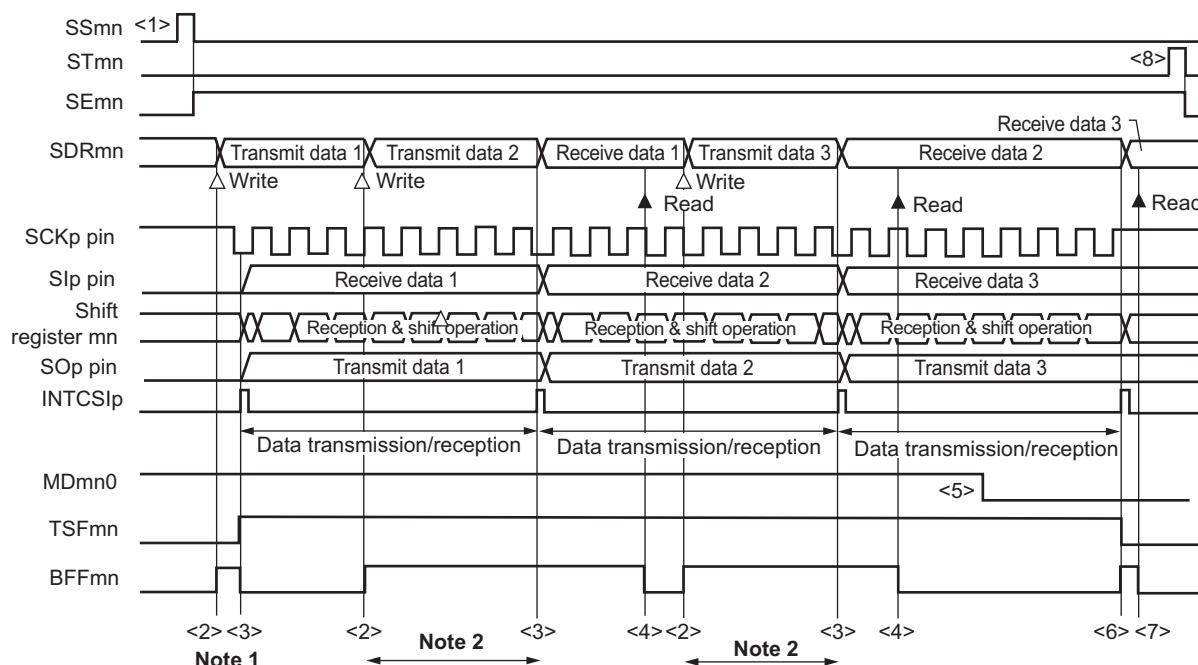 SSmn <1>
STmn <8>
SEmn
Receive data 3
SDRmn Transmit data 1 Transmit data 2 Receive data 1 Transmit data 3 Receive data 2
Write Write Write
Read Read Read
SCKp pin
SIp pin Receive data 1 Receive data 2 Receive data 3
Shift
register mn Reception & shift operation Reception & shift operation Reception & shift operation
SOp pin Transmit data 1 Transmit data 2 Transmit data 3
INTCSIp
Data transmission/reception Data transmission/reception Data transmission/reception
MDmn0 <5>
TSFmn
BFFmn
<2> <3> <2> <3> <4> <2> <3> <4> <6> <7>
Note 1 Note 2 Note 2